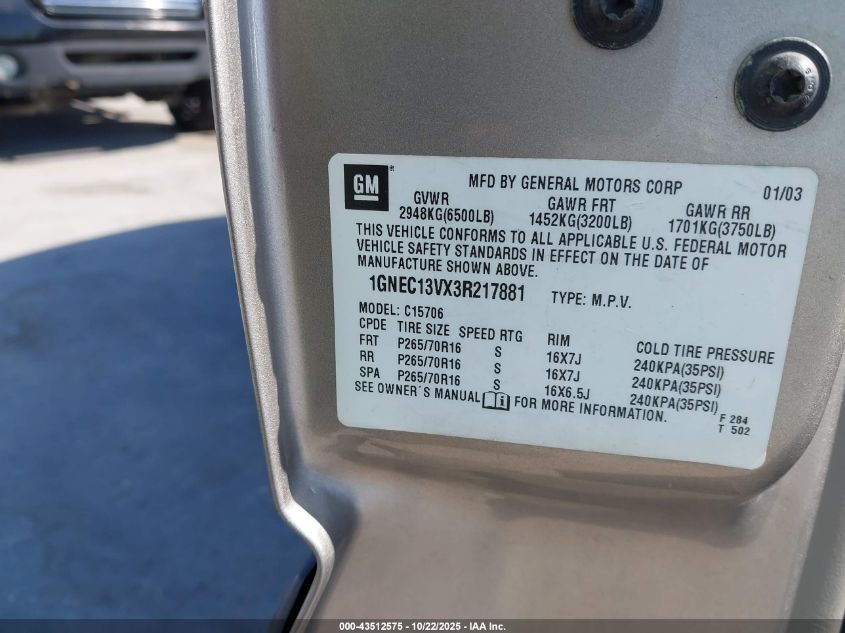 GM
MFD BY GENERAL MOTORS CORP 01/03
GVWR GAWR FRT GAWR RR
2948KG(6500LB) 1452KG(3200LB) 1701KG(3750LB)
THIS VEHICLE CONFORMS TO ALL APPLICABLE U.S. FEDERAL MOTOR
VEHICLE SAFETY STANDARDS IN EFFECT ON THE DATE OF
MANUFACTURE SHOWN ABOVE.
1GNEC13VX3R217881 TYPE: M.P.V.
MODEL: C15706
CPDE TIRE SIZE SPEED RTG RIM COLD TIRE PRESSURE
FRT P265/70R16 S 16X7J 240KPA(35PSI)
RR P265/70R16 S 16X7J 240KPA(35PSI)
SPA P265/70R16 S 16X6.5J 240KPA(35PSI)
SEE OWNER'S MANUAL FOR MORE INFORMATION.
F 284
T 502
000-43512575 - 10/22/2025 - IAA Inc.